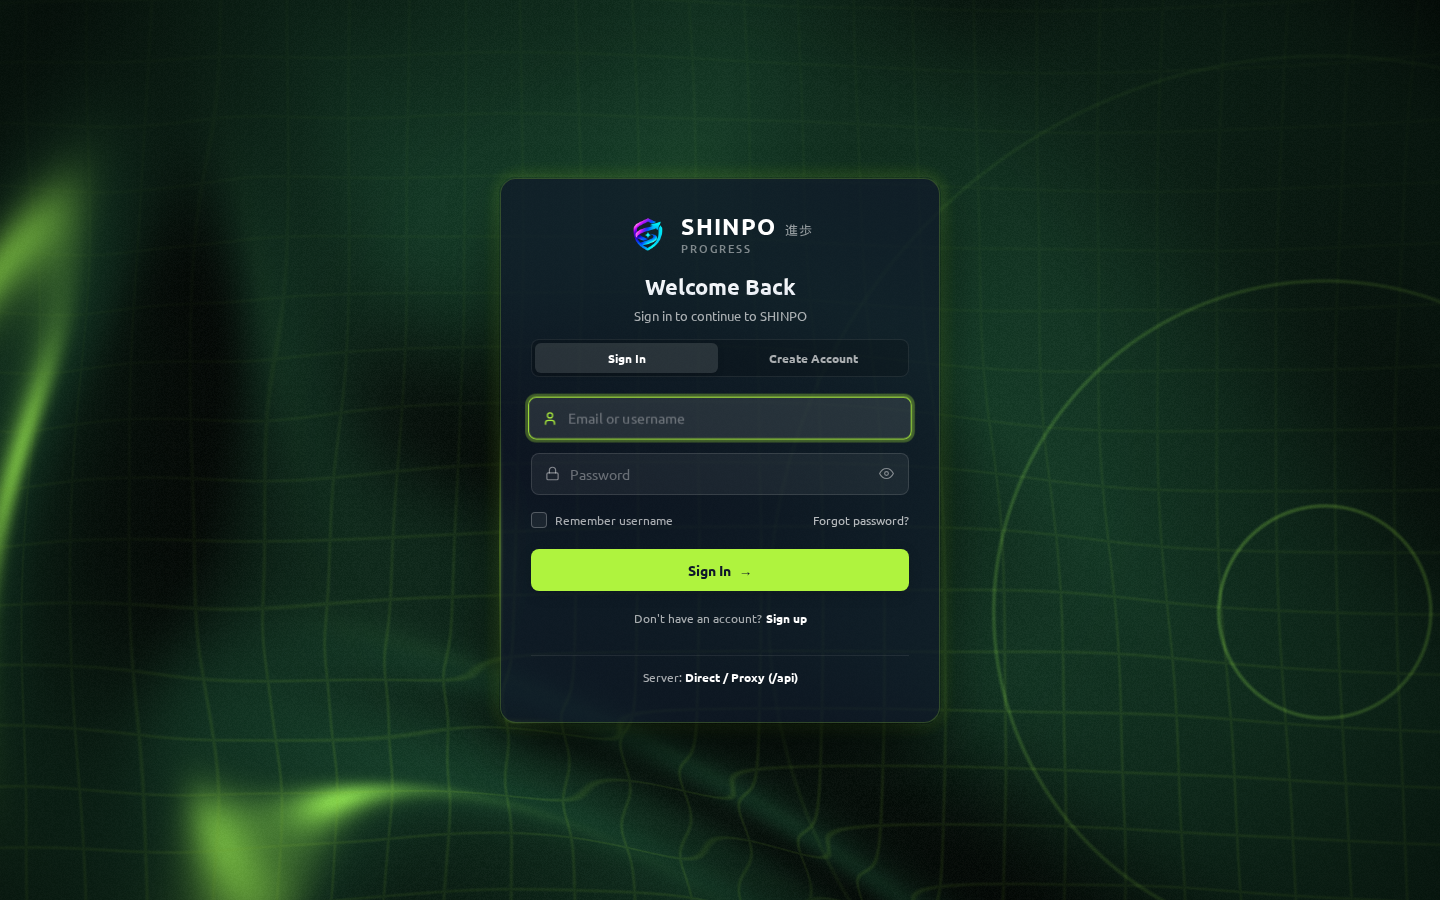 SHINPO 進歩
PROGRESS
Welcome Back
Sign in to continue to SHINPO
Sign In
Create Account
Email or username
Password
Remember username
Forgot password?
Sign In →
Don't have an account? Sign up
Server: Direct / Proxy (/api)